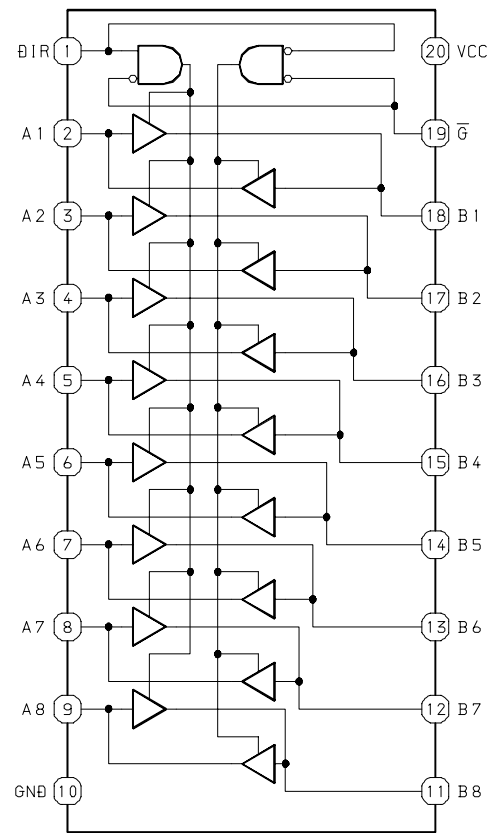 DIR 1 20 VCC
A1 2 19 G̅
A2 3 18 B1
A3 4 17 B2
A4 5 16 B3
A5 6 15 B4
A6 7 14 B5
A7 8 13 B6
A8 9 12 B7
GND 10 11 B8